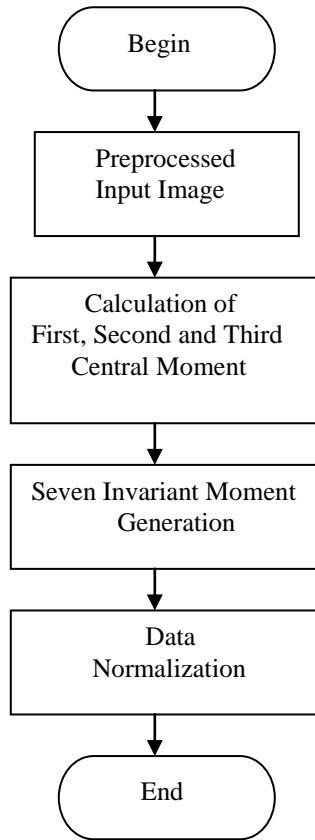 Begin
Preprocessed
Input Image
Calculation of
First, Second and Third
Central Moment
Seven Invariant Moment
Generation
Data
Normalization
End